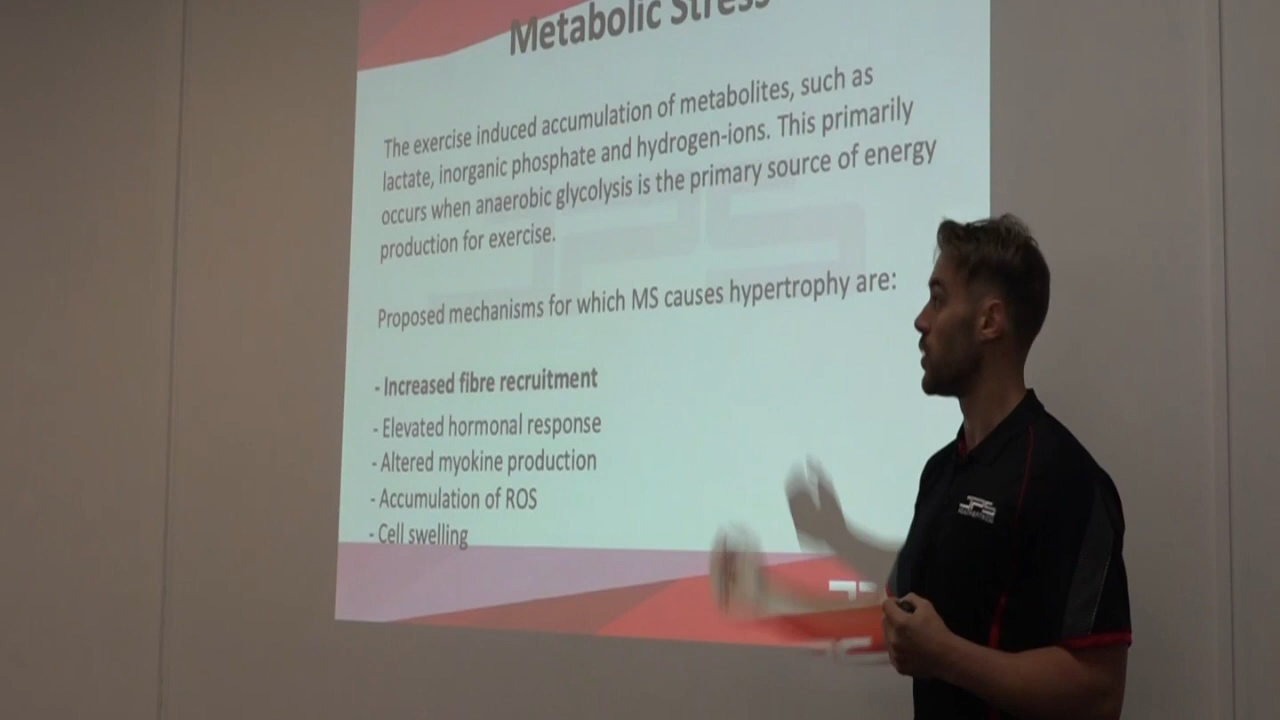 Metabolic Stress
The exercise induced accumulation of metabolites, such as
lactate, inorganic phosphate and hydrogen-ions. This primarily
occurs when anaerobic glycolysis is the primary source of energy
production for exercise.
Proposed mechanisms for which MS causes hypertrophy are:
- Increased fibre recruitment
- Elevated hormonal response
- Altered myokine production
- Accumulation of ROS
- Cell swelling